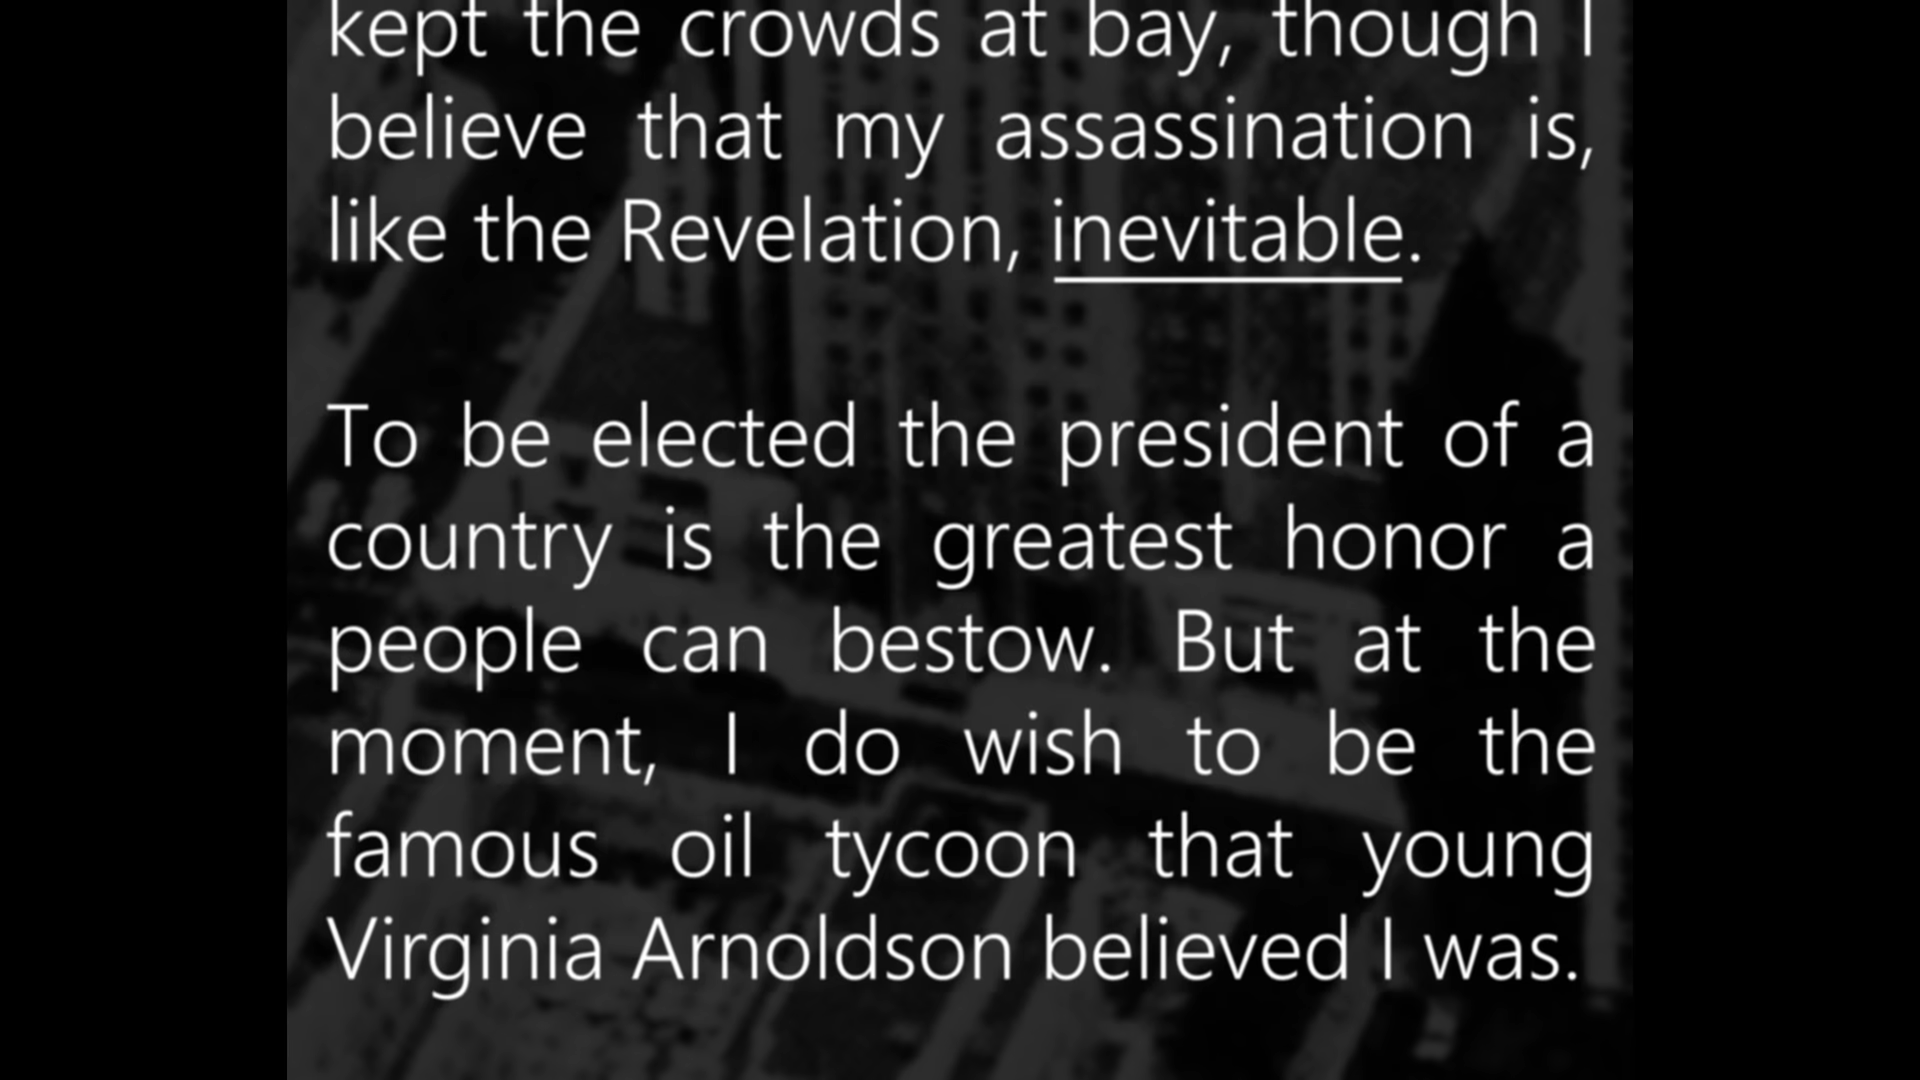 kept the crowds at bay, though I
believe that my assassination is,
like the Revelation, inevitable.
To be elected the president of a
country is the greatest honor a
people can bestow. But at the
moment, I do wish to be the
famous oil tycoon that young
Virginia Arnoldson believed I was.